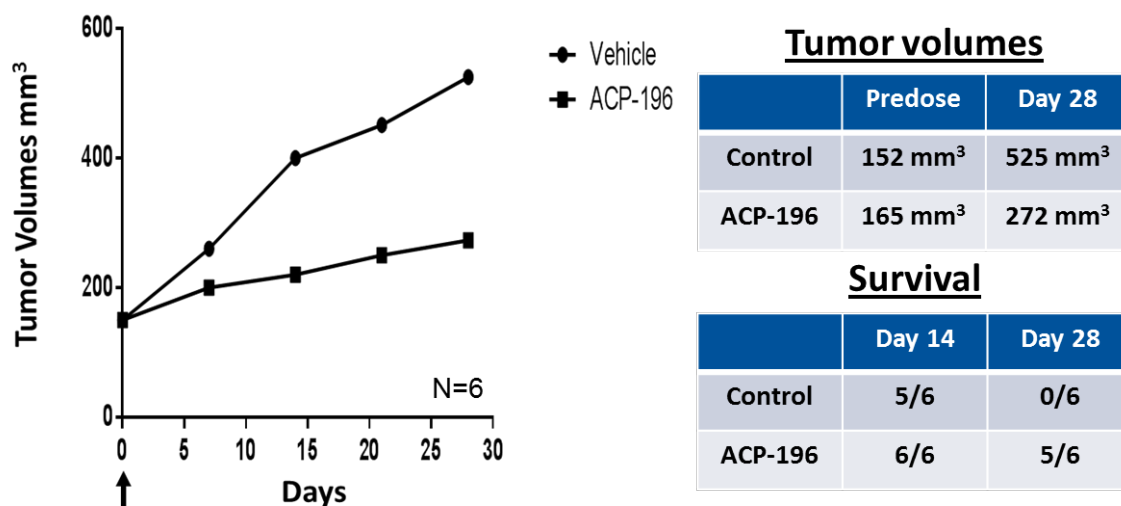 Tumor Volumes mm³
600
400
200
0
0 5 10 15 20 25 30
Days
N=6
Vehicle
ACP-196
Tumor volumes
Predose Day 28
Control 152 mm³ 525 mm³
ACP-196 165 mm³ 272 mm³
Survival
Day 14 Day 28
Control 5/6 0/6
ACP-196 6/6 5/6